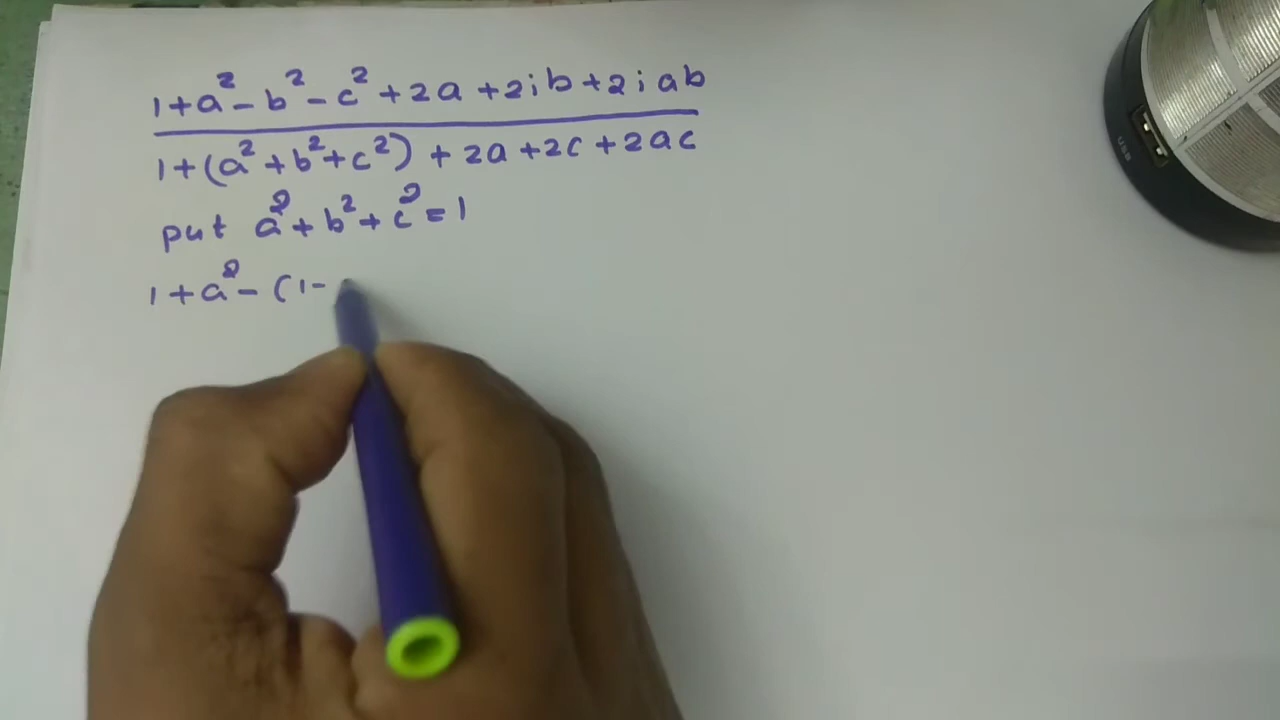 1+a²-b²-c²+2a+2ib+2iab
1+(a²+b²+c²)+2a+2c+2ac
put a²+b²+c²=1
1+a²-(1-
USB